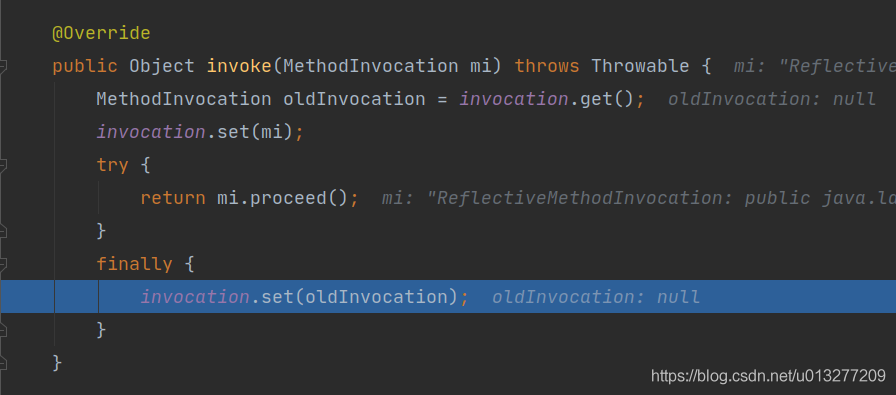 @Override
public Object invoke(MethodInvocation mi) throws Throwable {  mi: "Reflective
MethodInvocation oldInvocation = invocation.get();  oldInvocation: null
invocation.set(mi);
try {
return mi.proceed();  mi: "ReflectiveMethodInvocation: public java.la
}
finally {
invocation.set(oldInvocation);  oldInvocation: null
}
}
https://blog.csdn.net/u013277209